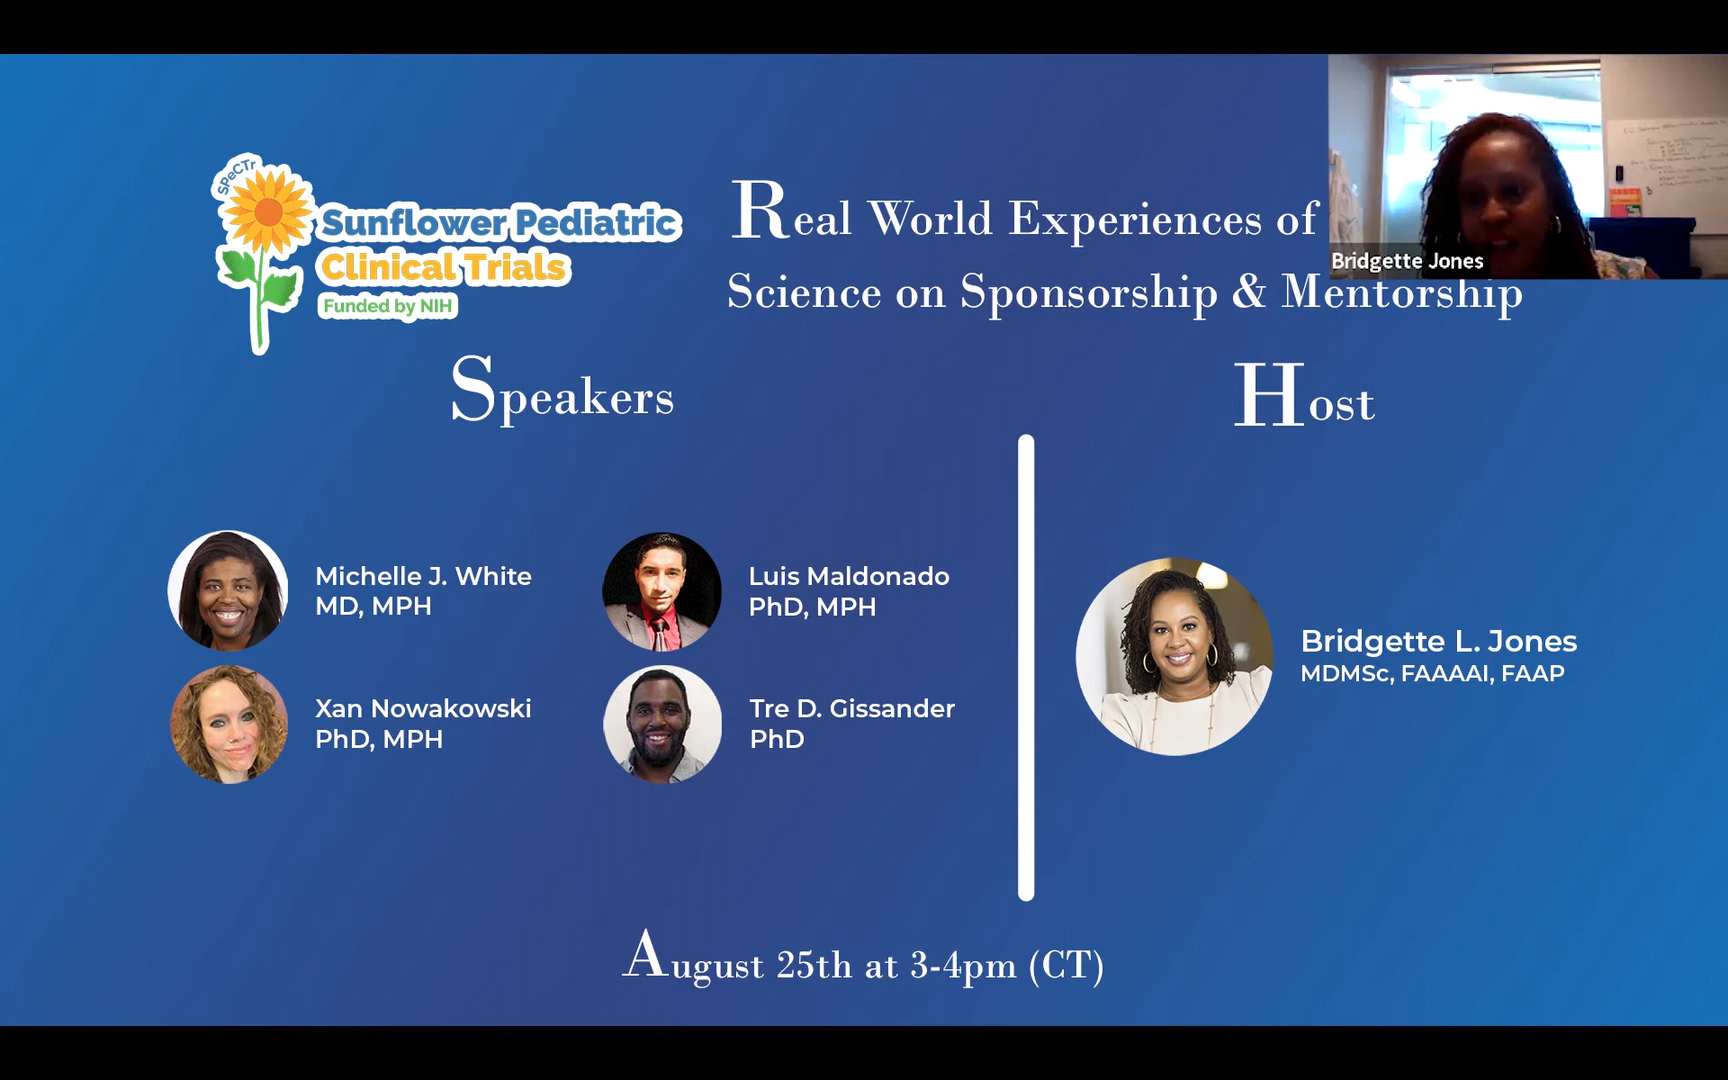 SPeCTr
Sunflower Pediatric
Clinical Trials
Funded by NIH
Real World Experiences of
Science on Sponsorship & Mentorship
Bridgette Jones
Speakers
Host
Michelle J. White
MD, MPH
Luis Maldonado
PhD, MPH
Xan Nowakowski
PhD, MPH
Tre D. Gissander
PhD
Bridgette L. Jones
MDMSc, FAAAAI, FAAP
August 25th at 3-4pm (CT)